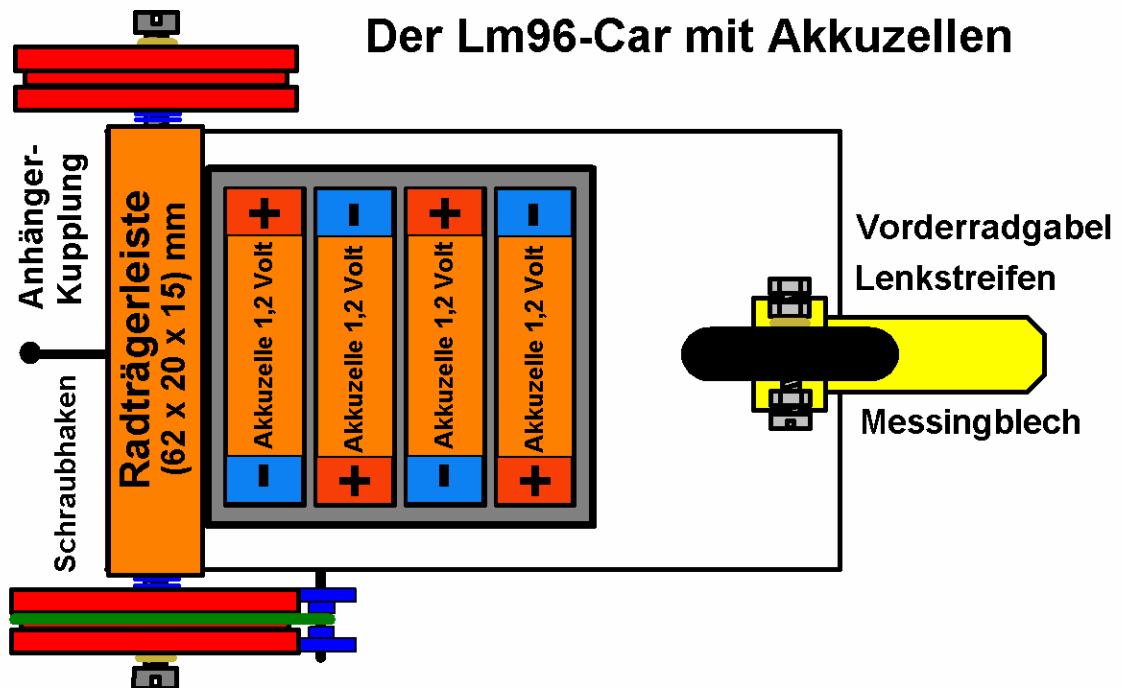 Der Lm96-Car mit Akkuzellen
Anhänger-
Kupplung
Schraubhaken
Radträgerleiste
(62 x 20 x 15) mm
+
Akkuzelle 1,2 Volt
-
-
Akkuzelle 1,2 Volt
+
+
Akkuzelle 1,2 Volt
-
-
Akkuzelle 1,2 Volt
+
Vorderradgabel
Lenkstreifen
Messingblech